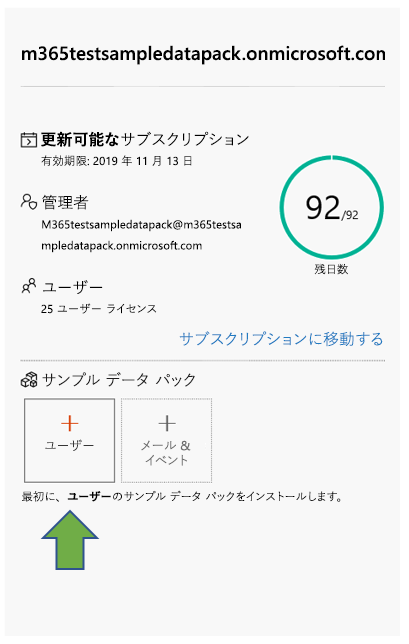 m365testsampledatapack.onmicrosoft.con
更新可能なサブスクリプション
有効期限: 2019 年 11 月 13 日
管理者
M365testsampledatapack@m365testsa
mpledatapack.onmicrosoft.com
92/92
残日数
ユーザー
25 ユーザー ライセンス
サブスクリプションに移動する
サンプル データ パック
ユーザー
メール &
イベント
最初に、ユーザーのサンプル データ パックをインストールします。